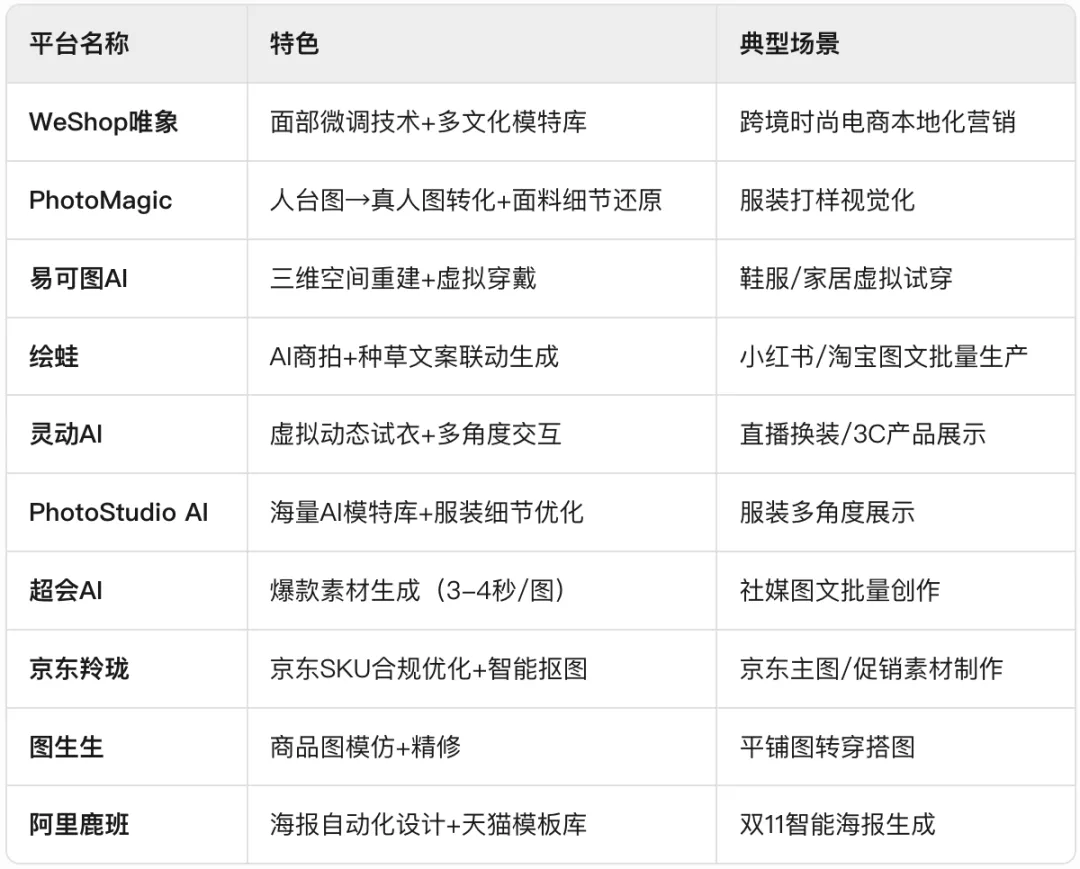 平台名称 特色 典型场景
WeShop唯象 面部微调技术+多文化模特库 跨境时尚电商本地化营销
PhotoMagic 人台图→真人图转化+面料细节还原 服装打样视觉化
易可图AI 三维空间重建+虚拟穿戴 鞋服/家居虚拟试穿
绘蛙 AI商拍+种草文案联动生成 小红书/淘宝图文批量生产
灵动AI 虚拟动态试衣+多角度交互 直播换装/3C产品展示
PhotoStudio AI 海量AI模特库+服装细节优化 服装多角度展示
超会AI 爆款素材生成（3-4秒/图） 社媒图文批量创作
京东羚珑 京东SKU合规优化+智能抠图 京东主图/促销素材制作
图生生 商品图模仿+精修 平铺图转穿搭图
阿里鹿班 海报自动化设计+天猫模板库 双11智能海报生成